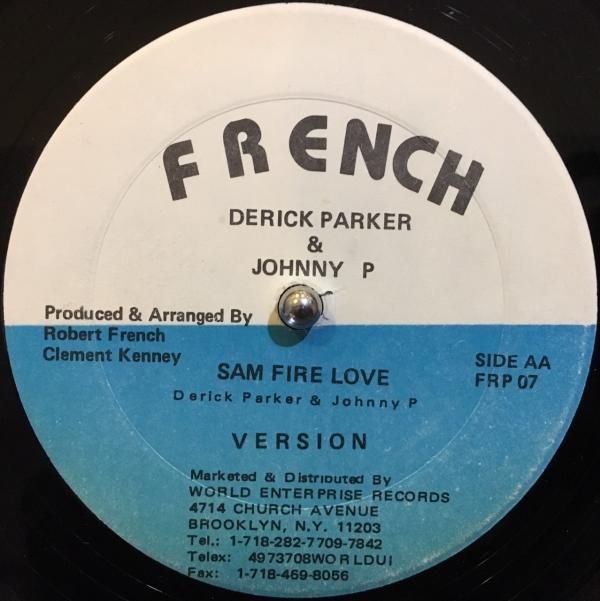 FRENCH
DERICK PARKER
&
JOHNNY P
Produced & Arranged By
Robert French
Clement Kenney
SAM FIRE LOVE
Derick Parker & Johnny P
SIDE AA
FRP 07
VERSION
Marketed & Distributed By
WORLD ENTERPRISE RECORDS
4714 CHURCH AVENUE
BROOKLYN, N.Y. 11203
Tel.: 1-718-282-7709-7842
Telex: 4973708WORLDUI
Fax: 1-718-469-8056